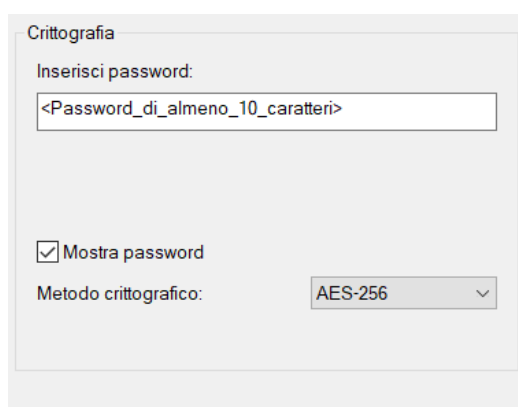 Crittografia
Inserisci password:
<Password_di_almeno_10_caratteri>
Mostra password
Metodo crittografico: AES-256